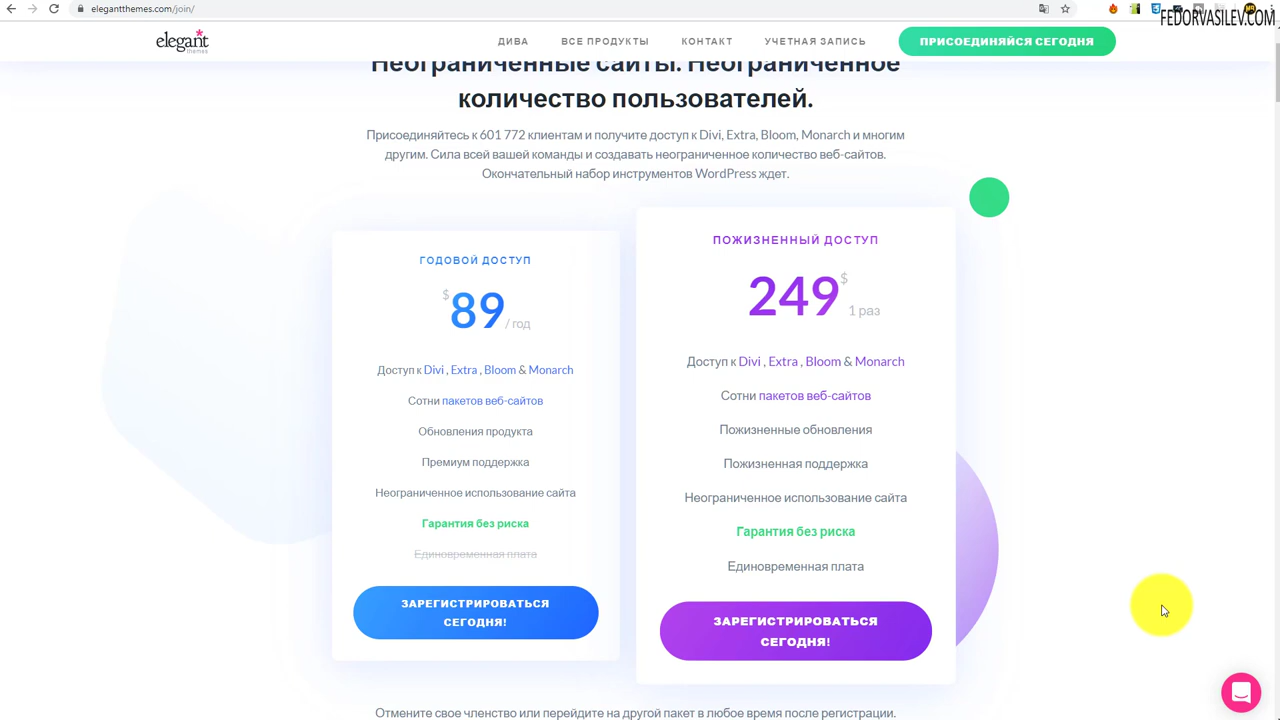 elegantthemes.com/join/
FEDORVASILEV.COM
elegant
themes
ДИВА
ВСЕ ПРОДУКТЫ
КОНТАКТ
УЧЕТНАЯ ЗАПИСЬ
ПРИСОЕДИНЯЙСЯ СЕГОДНЯ
Неограниченные сайты. Неограниченное
количество пользователей.
Присоединяйтесь к 601 772 клиентам и получите доступ к Divi, Extra, Bloom, Monarch и многим
другим. Сила всей вашей команды и создавать неограниченное количество веб-сайтов.
Окончательный набор инструментов WordPress ждет.
ГОДОВОЙ ДОСТУП
$89/ год
Доступ к Divi , Extra , Bloom & Monarch
Сотни пакетов веб-сайтов
Обновления продукта
Премиум поддержка
Неограниченное использование сайта
Гарантия без риска
Единовременная плата
ЗАРЕГИСТРИРОВАТЬСЯ
СЕГОДНЯ!
ПОЖИЗНЕННЫЙ ДОСТУП
249$ 1 раз
Доступ к Divi , Extra , Bloom & Monarch
Сотни пакетов веб-сайтов
Пожизненные обновления
Пожизненная поддержка
Неограниченное использование сайта
Гарантия без риска
Единовременная плата
ЗАРЕГИСТРИРОВАТЬСЯ
СЕГОДНЯ!
Отмените свое членство или перейдите на другой пакет в любое время после регистрации.